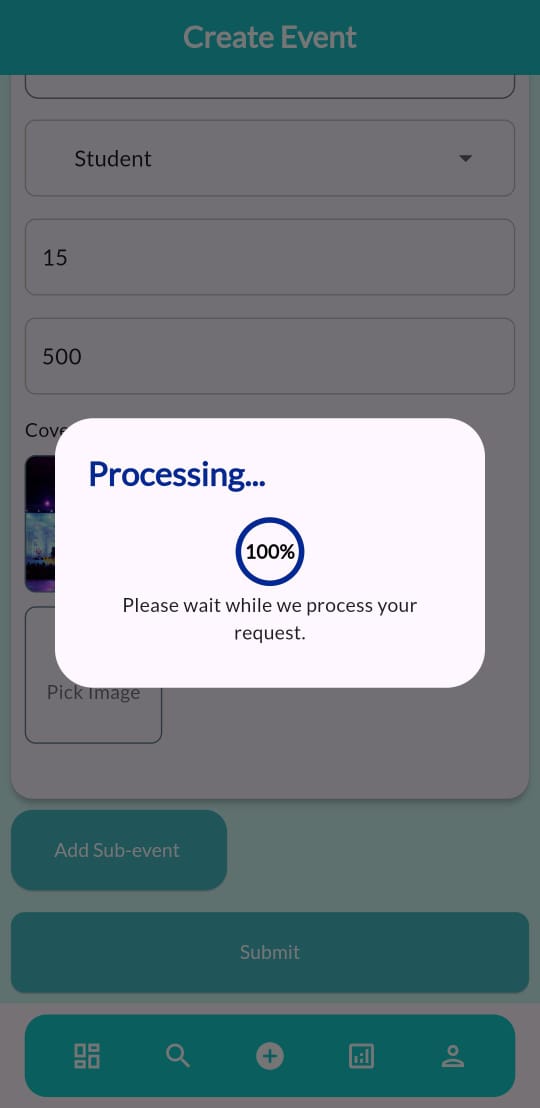 Create Event
Student
15
500
Cove
Processing...
100%
Please wait while we process your
request.
Pick Image
Add Sub-event
Submit